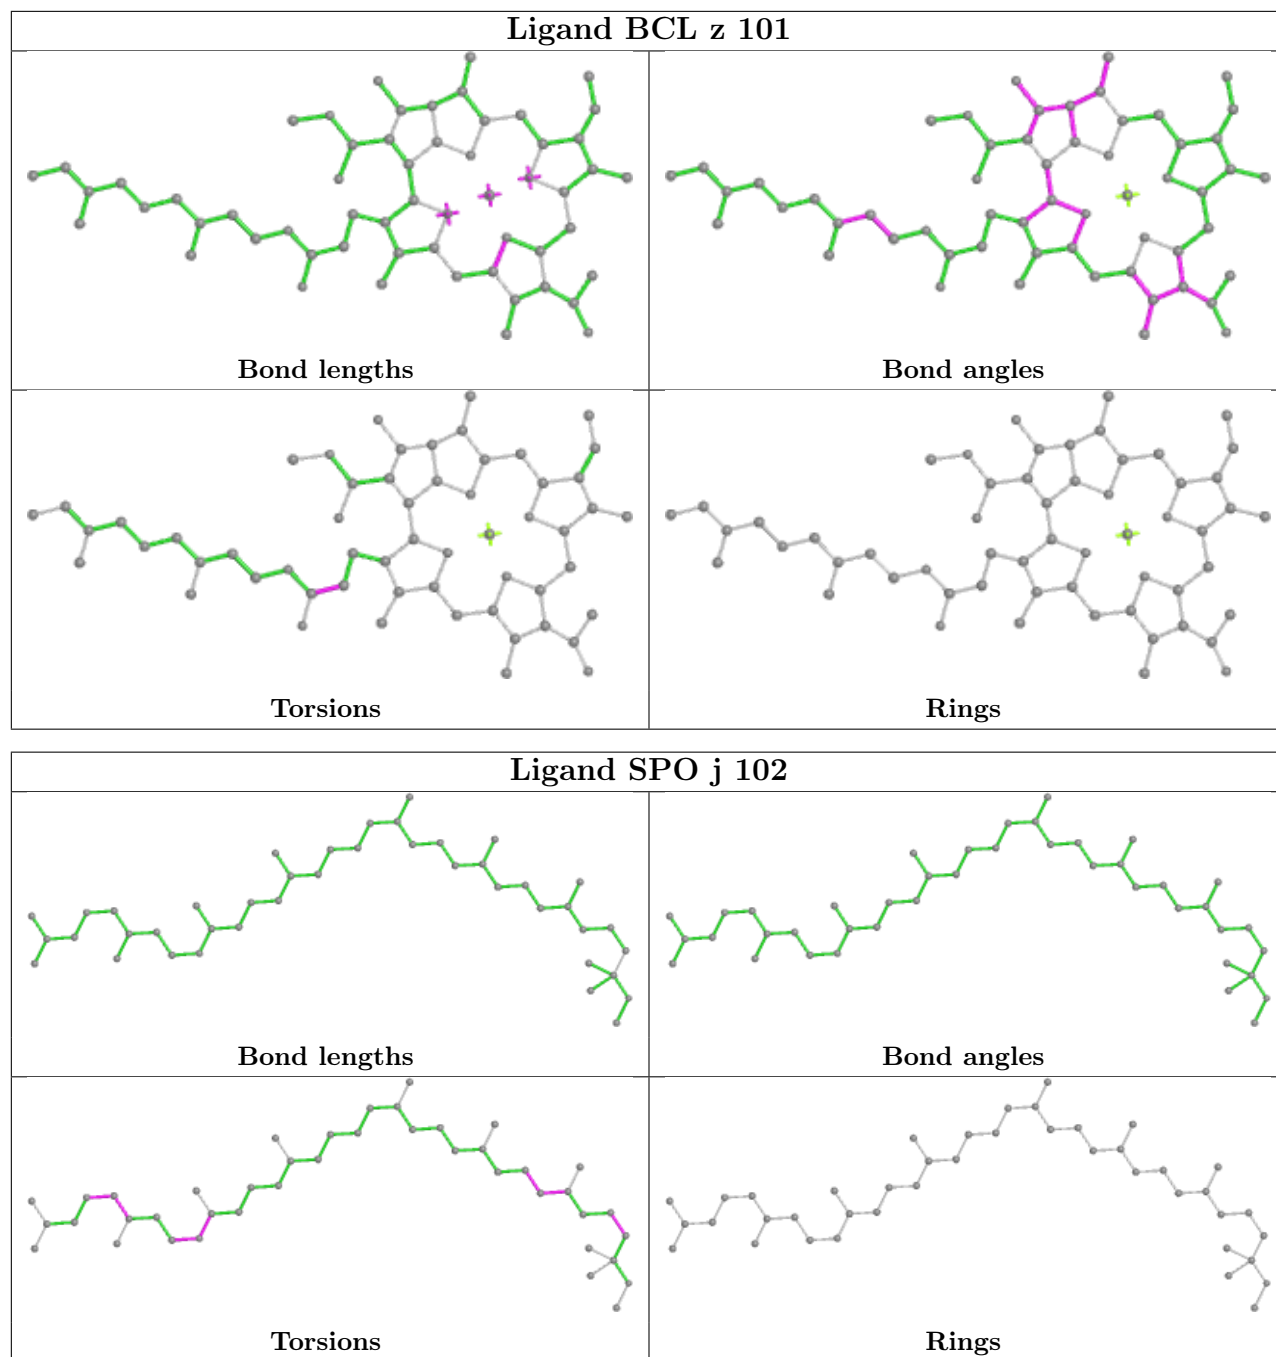 Ligand BCL z 101
Bond lengths
Bond angles
Torsions
Rings
Ligand SPO j 102
Bond lengths
Bond angles
Torsions
Rings